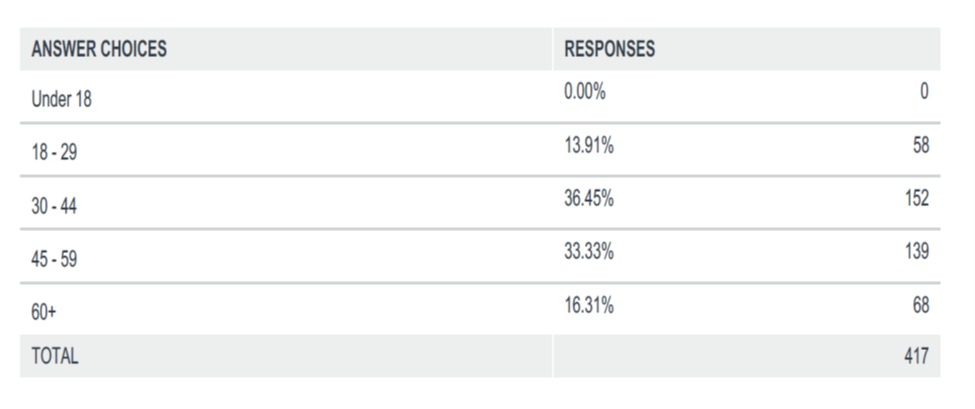 ANSWER CHOICES RESPONSES
Under 18 0.00% 0
18 - 29 13.91% 58
30 - 44 36.45% 152
45 - 59 33.33% 139
60+ 16.31% 68
TOTAL 417